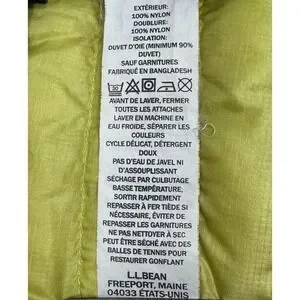 EXTÉRIEUR:
100% NYLON
DOUBLURE:
100% NYLON
ISOLATION:
DUVET D'OIE (MINIMUM 90%
DUVET)
SAUF GARNITURES
FABRIQUÉ EN BANGLADESH
30
AVANT DE LAVER, FERMER
TOUTES LES ATTACHES
LAVER EN MACHINE EN
EAU FROIDE, SÉPARER LES
COULEURS
CYCLE DÉLICAT, DÉTERGENT
DOUX
PAS D'EAU DE JAVEL NI
D'ASSOUPLISSANT
SÉCHAGE PAR CULBUTAGE
BASSE TEMPÉRATURE,
SORTIR RAPIDEMENT
REPASSER À FER TIÈDE SI
NÉCESSAIRE, ÉVITER DE
REPASSER LES GARNITURES
NE PAS NETTOYER À SEC
PEUT ÊTRE SÉCHÉ AVEC DES
BALLES DE TENNIS POUR
RESTAURER GONFLANT
L.L.BEAN
FREEPORT, MAINE
04033 ÉTATS-UNIS